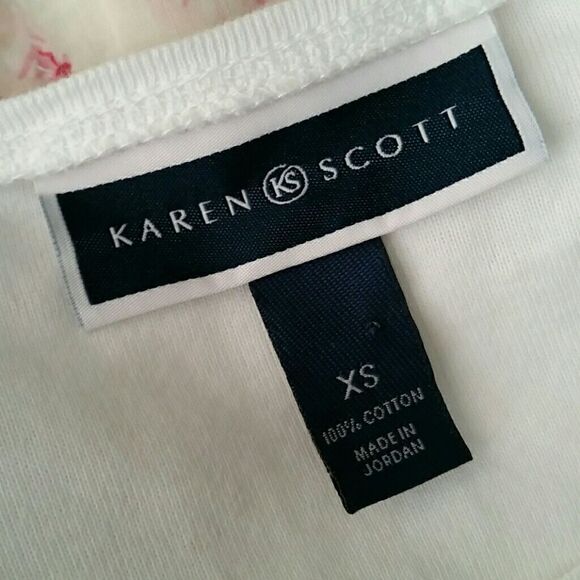 KAREN KS SCOTT
XS
100% COTTON
MADE IN
JORDAN